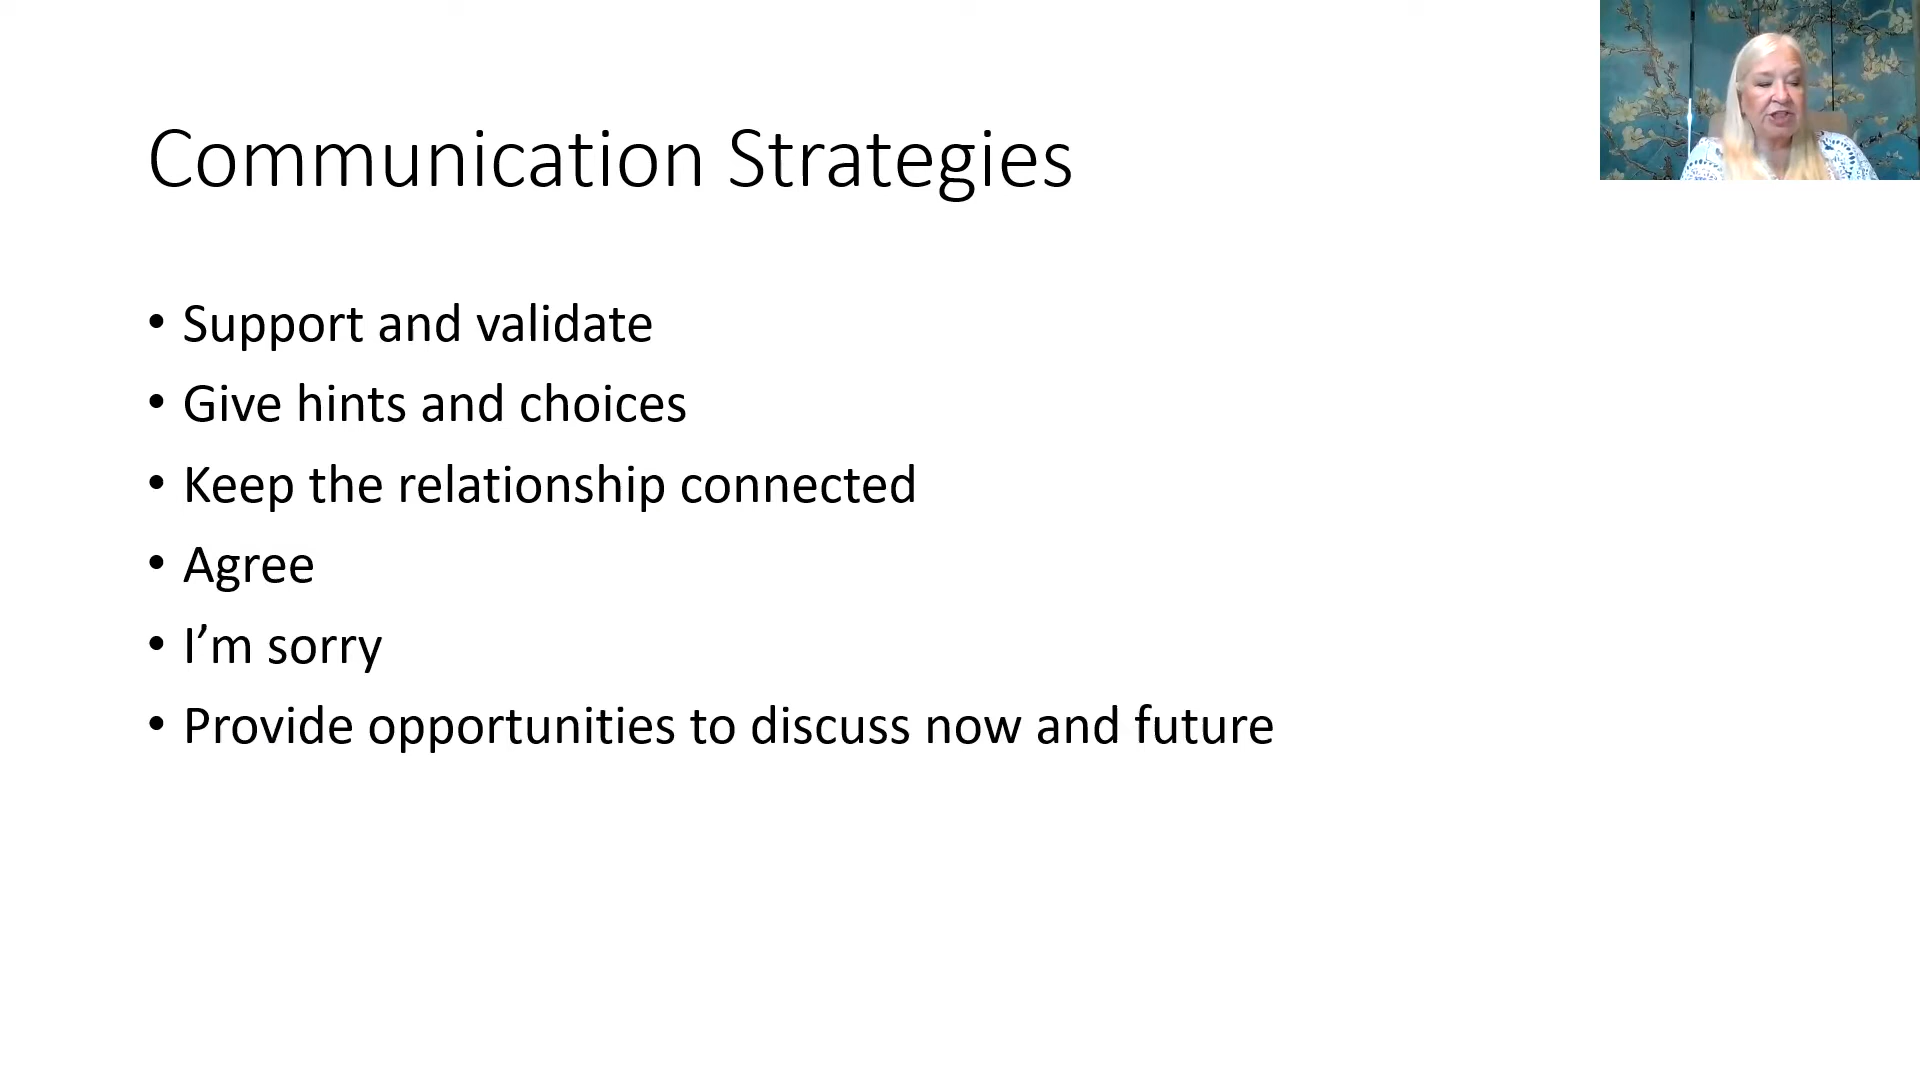 Communication Strategies
• Support and validate
• Give hints and choices
• Keep the relationship connected
• Agree
• I’m sorry
• Provide opportunities to discuss now and future